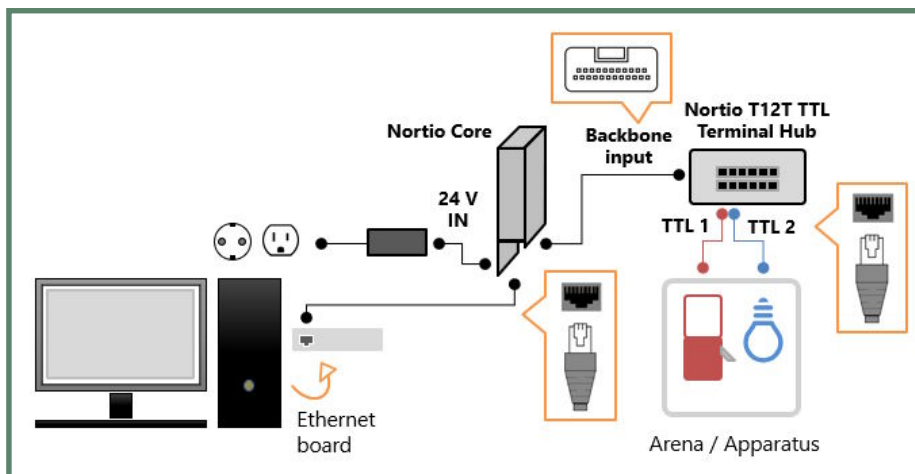 Nortio Core
Backbone
input
Nortio T12T TTL
Terminal Hub
24 V
IN
TTL 1
TTL 2
Ethernet
board
Arena / Apparatus